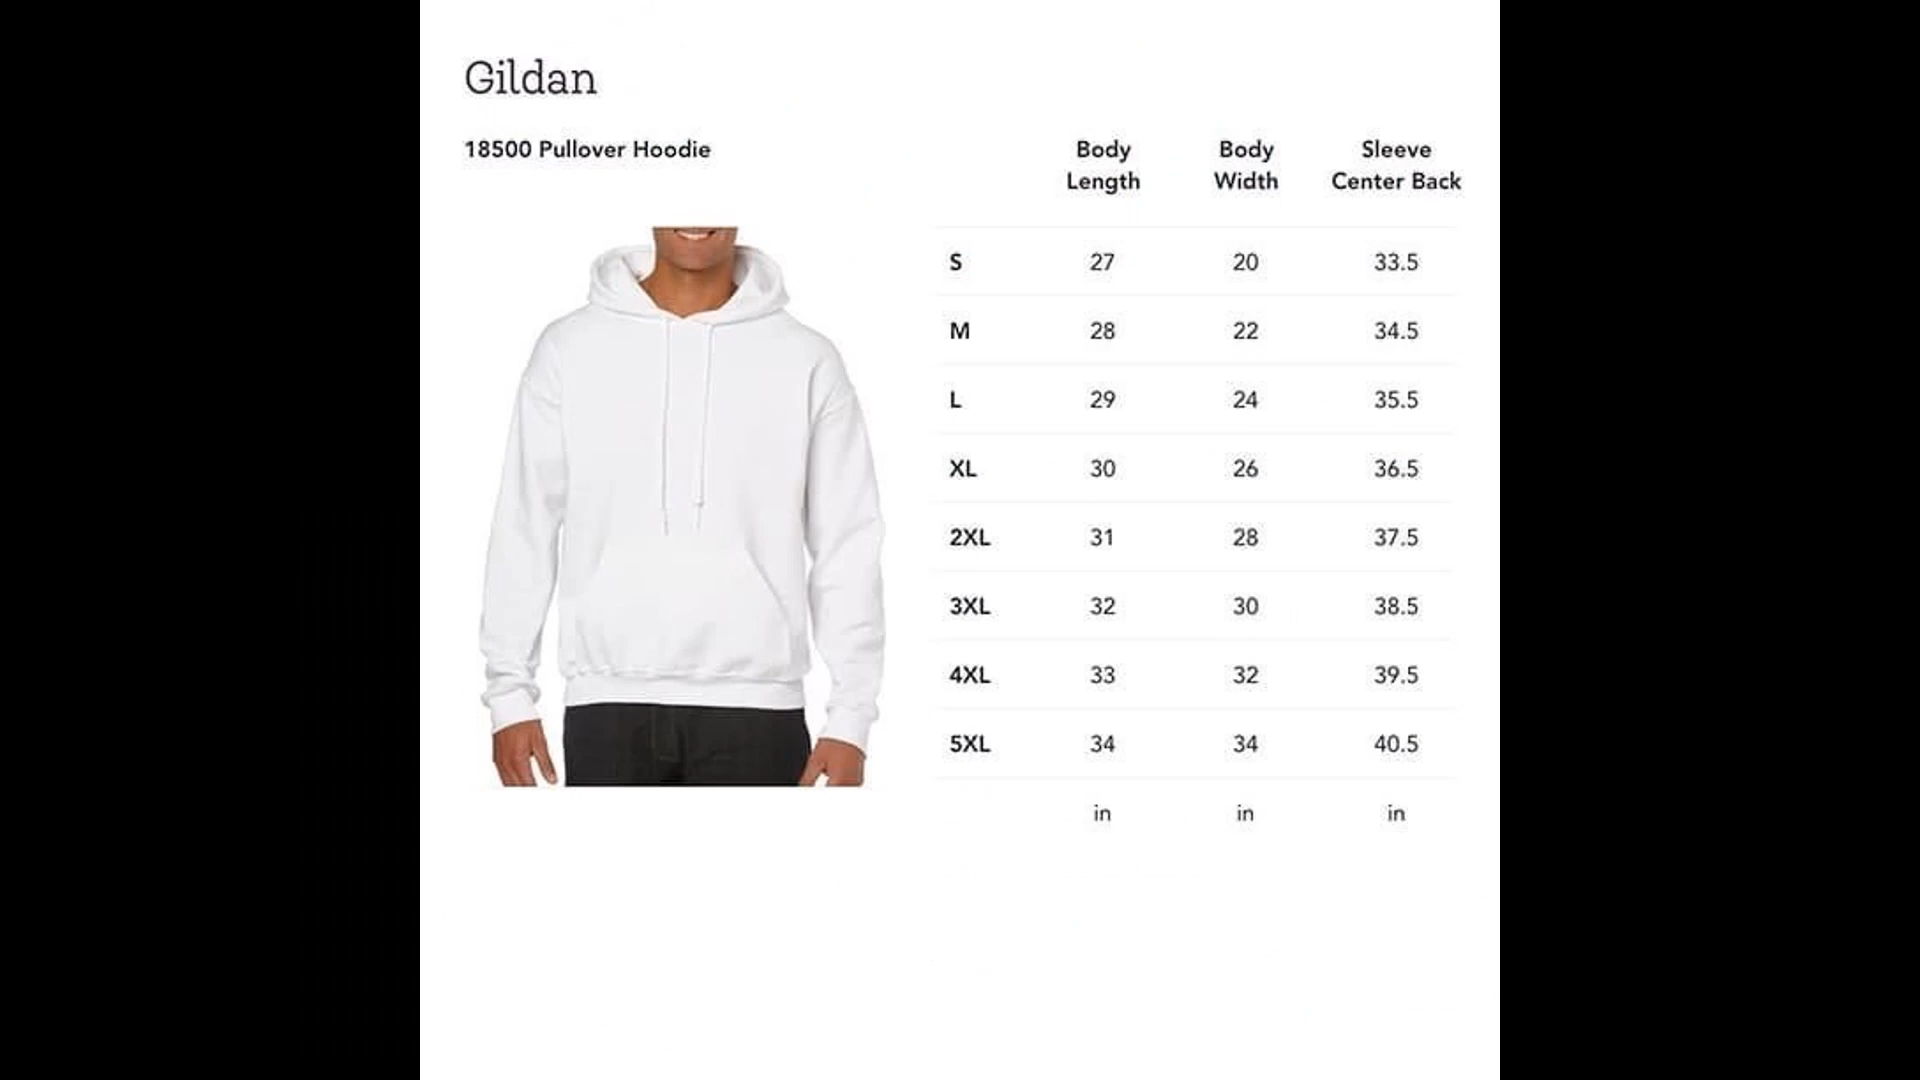 Gildan
18500 Pullover Hoodie
Body Length Body Width Sleeve Center Back
S 27 20 33.5
M 28 22 34.5
L 29 24 35.5
XL 30 26 36.5
2XL 31 28 37.5
3XL 32 30 38.5
4XL 33 32 39.5
5XL 34 34 40.5
in in in